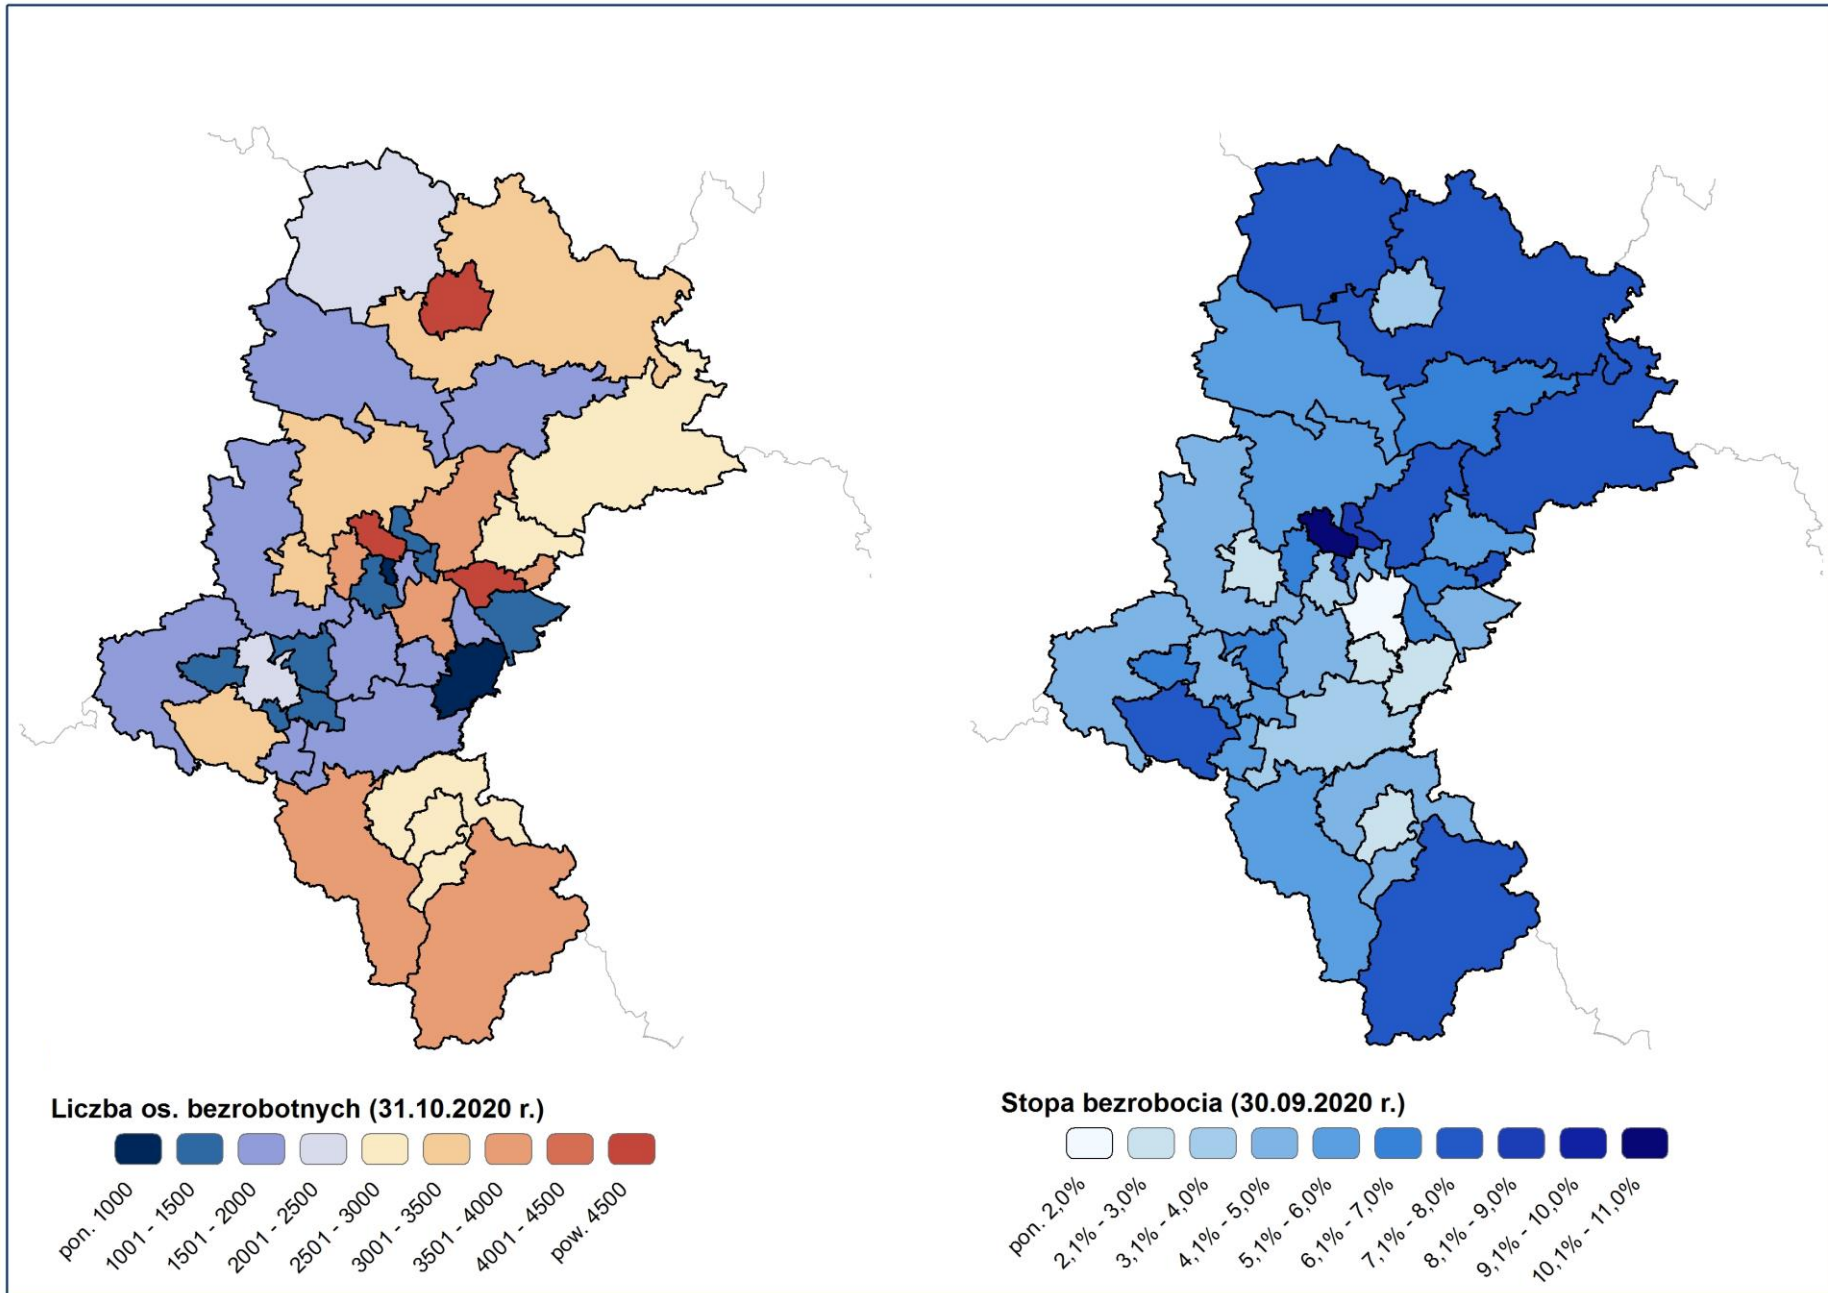 Liczba os. bezrobotnych (31.10.2020 r.)
pon. 1000
1001 - 1500
1501 - 2000
2001 - 2500
2501 - 3000
3001 - 3500
3501 - 4000
4001 - 4500
pow. 4500
Stopa bezrobocia (30.09.2020 r.)
pon. 2,0%
2,1% - 3,0%
3,1% - 4,0%
4,1% - 5,0%
5,1% - 6,0%
6,1% - 7,0%
7,1% - 8,0%
8,1% - 9,0%
9,1% - 10,0%
10,1% - 11,0%